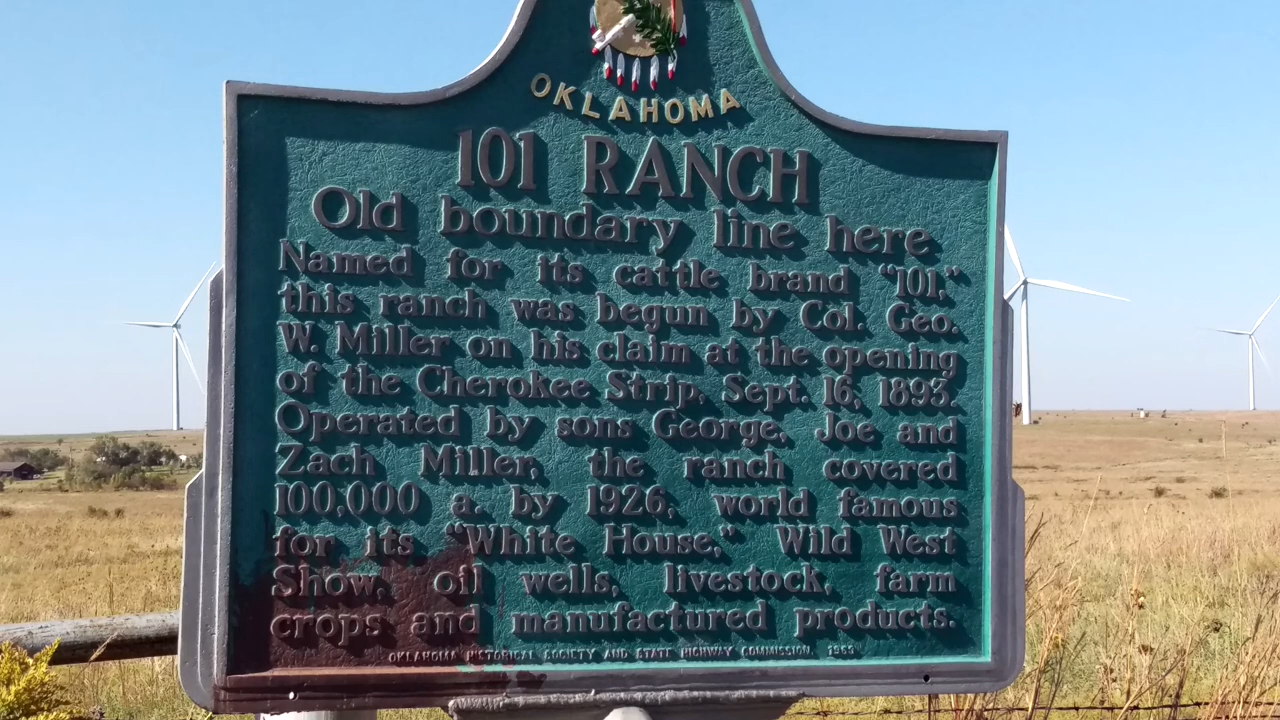 OKLAHOMA
101 RANCH
Old boundary line here
Named for its cattle brand "101,"
this ranch was begun by Col. Geo.
W. Miller on his claim at the opening
of the Cherokee Strip, Sept. 16, 1893.
Operated by sons George, Joe and
Zach Miller, the ranch covered
100,000 a. by 1926, world famous
for its "White House," Wild West
Show, oil wells, livestock, farm
crops and manufactured products.
OKLAHOMA HISTORICAL SOCIETY AND STATE HIGHWAY COMMISSION